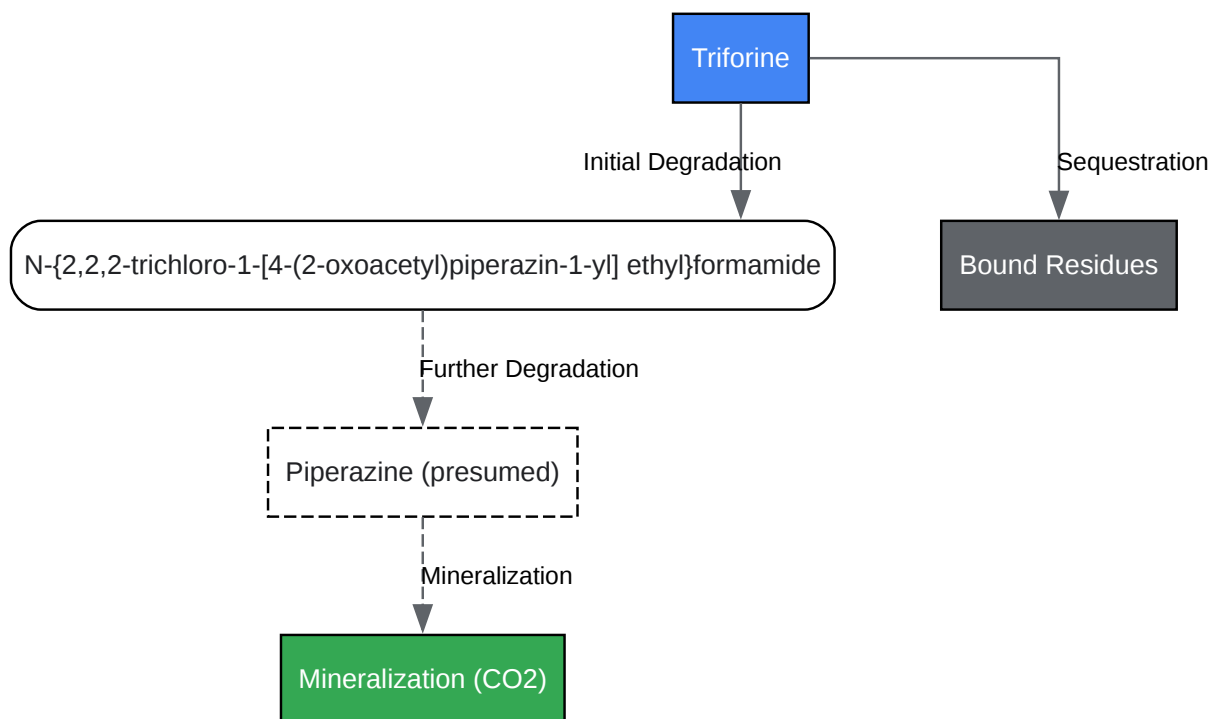 Triforine
Initial Degradation
Sequestration
N-{2,2,2-trichloro-1-[4-(2-oxoacetyl)piperazin-1-yl] ethyl}formamide
Bound Residues
Further Degradation
Piperazine (presumed)
Mineralization
Mineralization (CO2)